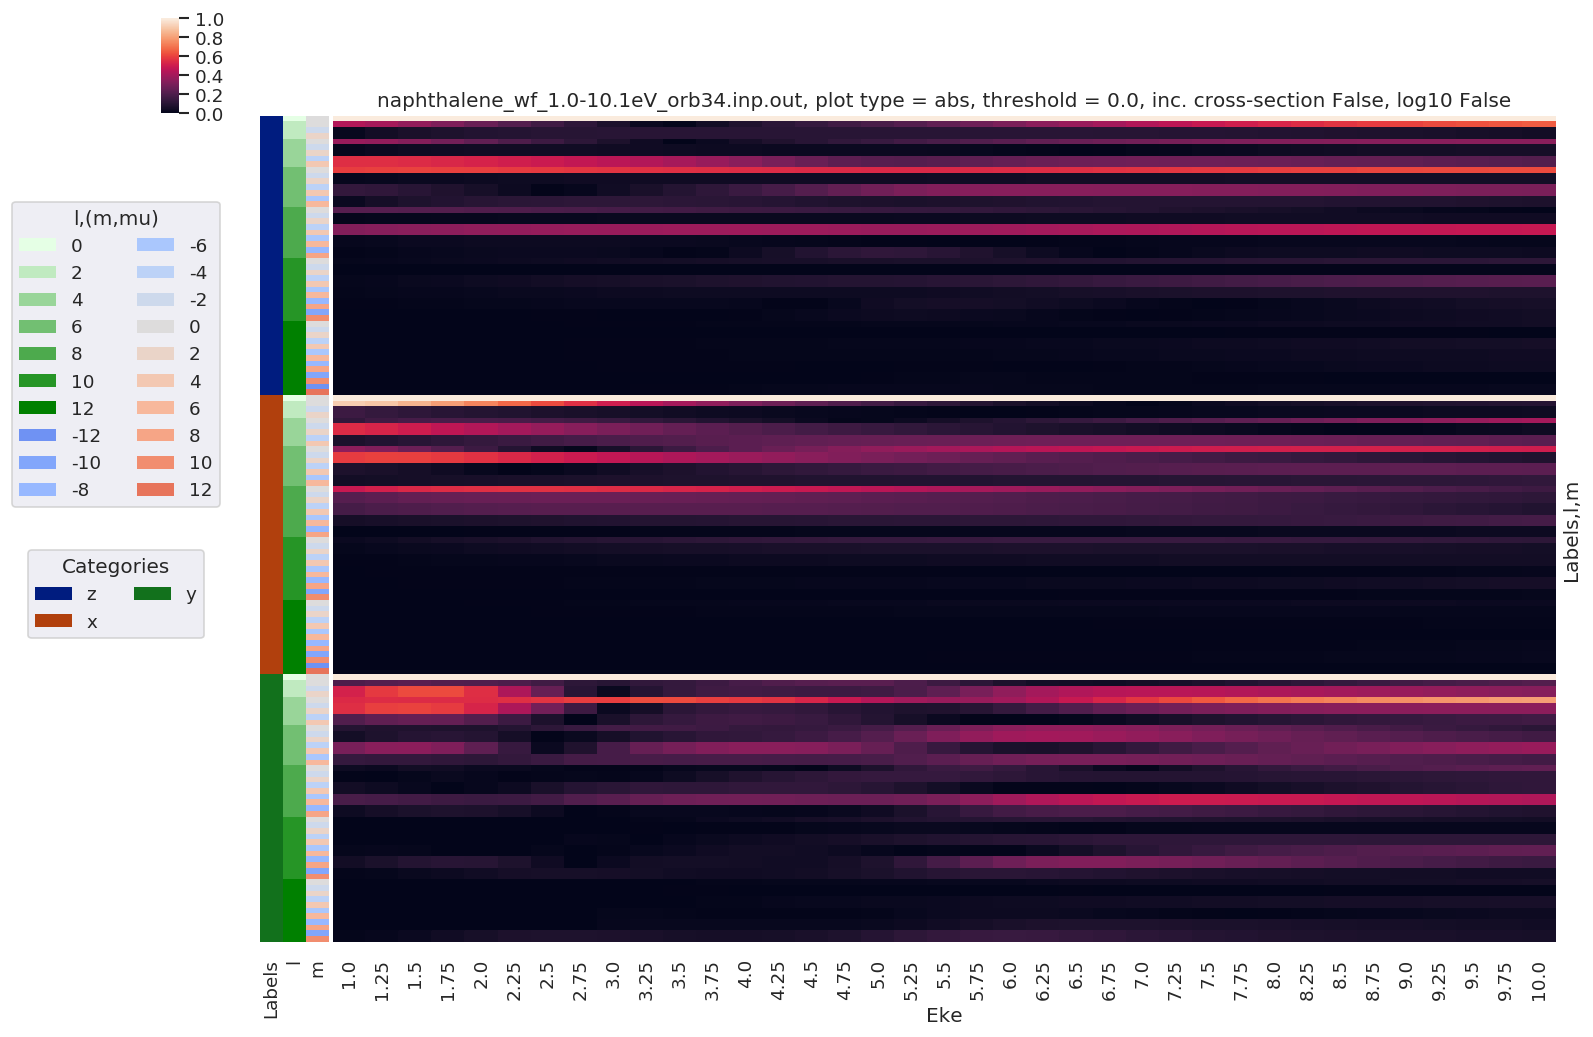 1.0
0.8
0.6
0.4
0.2
0.0
naphthalene_wf_1.0-10.1eV_orb34.inp.out, plot type = abs, threshold = 0.0, inc. cross-section False, log10 False
l,(m,mu)
0 -6
2 -4
4 -2
6 0
8 2
10 4
12 6
-12 8
-10 10
-8 12
Categories
z y
x
Labels,l,m
Labels l m 1.0 1.25 1.5 1.75 2.0 2.25 2.5 2.75 3.0 3.25 3.5 3.75 4.0 4.25 4.5 4.75 5.0 5.25 5.5 5.75 6.0 6.25 6.5 6.75 7.0 7.25 7.5 7.75 8.0 8.25 8.5 8.75 9.0 9.25 9.5 9.75 10.0
Eke